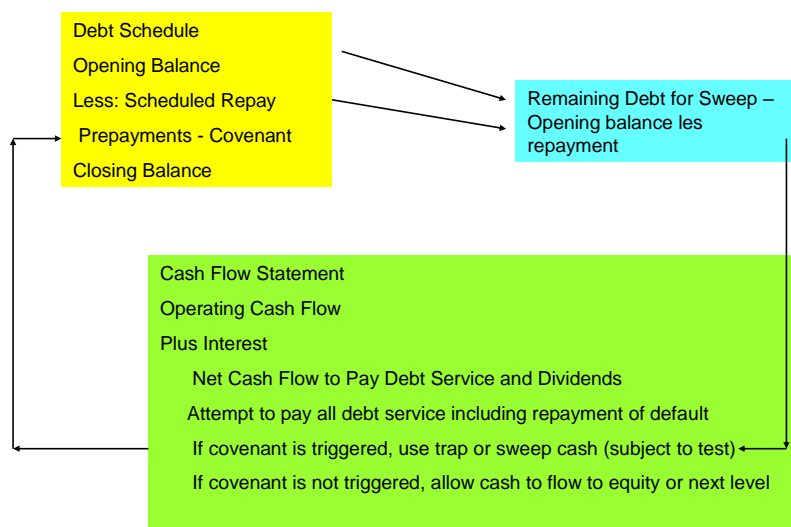 Debt Schedule
Opening Balance
Less: Scheduled Repay
Prepayments - Covenant
Closing Balance
Remaining Debt for Sweep –
Opening balance les
repayment
Cash Flow Statement
Operating Cash Flow
Plus Interest
Net Cash Flow to Pay Debt Service and Dividends
Attempt to pay all debt service including repayment of default
If covenant is triggered, use trap or sweep cash (subject to test)
If covenant is not triggered, allow cash to flow to equity or next level